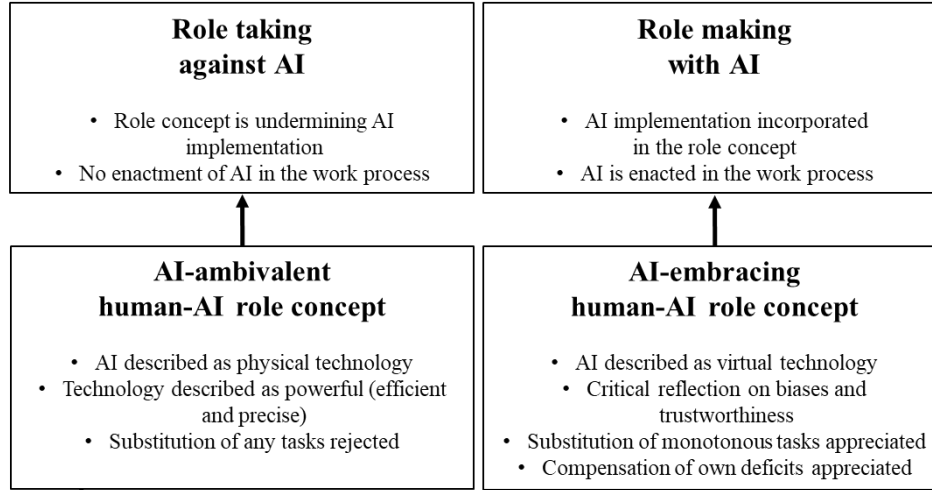 Role taking
against AI
• Role concept is undermining AI
implementation
• No enactment of AI in the work process
Role making
with AI
• AI implementation incorporated
in the role concept
• AI is enacted in the work process
AI-ambivalent
human-AI role concept
• AI described as physical technology
• Technology described as powerful (efficient
and precise)
• Substitution of any tasks rejected
AI-embracing
human-AI role concept
• AI described as virtual technology
• Critical reflection on biases and
trustworthiness
• Substitution of monotonous tasks appreciated
• Compensation of own deficits appreciated